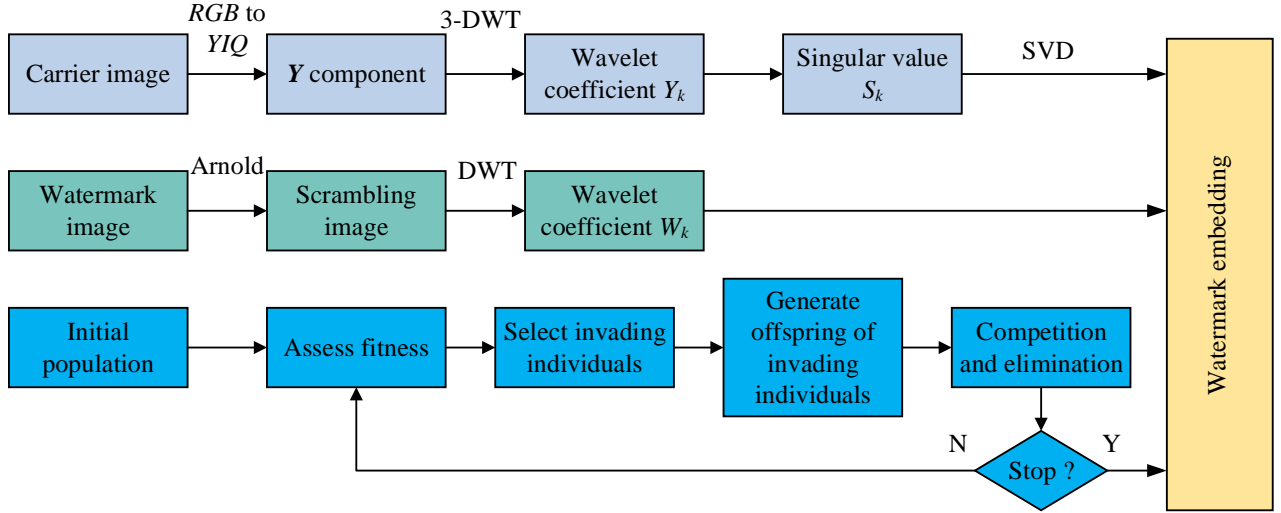 RGB to
YIQ
3-DWT
SVD
Carrier image
Y component
Wavelet
coefficient Yk
Singular value
Sk
Arnold
DWT
Watermark
image
Scrambling
image
Wavelet
coefficient Wk
Watermark embedding
Initial
population
Assess fitness
Select invading
individuals
Generate
offspring of
invading
individuals
Competition
and elimination
N
Y
Stop ?